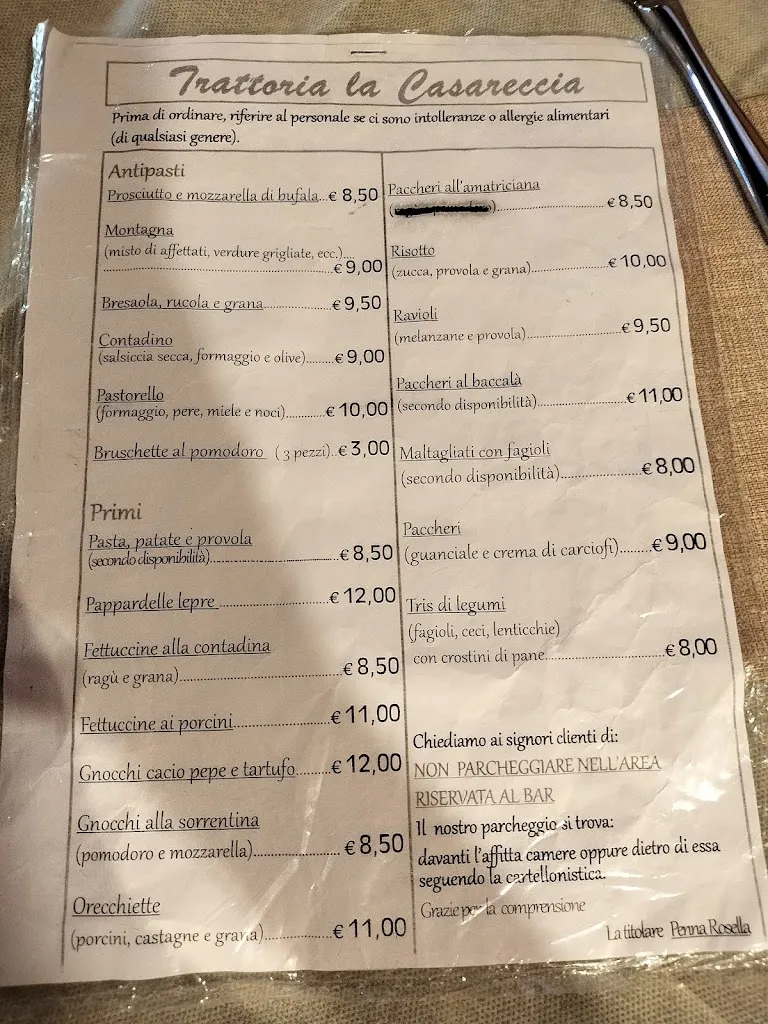 Trattoria la Casareccia
Prima di ordinare, riferire al personale se ci sono intolleranze o allergie alimentari
(di qualsiasi genere).
Antipasti
Prosciutto e mozzarella di bufala...€ 8,50
Montagna
(misto di affettati, verdure grigliate, ecc.)....
......€ 9,00
Bresaola, rucola e grana......€ 9,50
Contadino
(salsiccia secca, formaggio e olive)........€ 9,00
Pastorello
(formaggio, pere, miele e noci)........€ 10,00
Bruschette al pomodoro ( 3 pezzi)..€ 3,00
Primi
Pasta, patate e provola
(secondo disponibilità)......€ 8,50
Pappardelle lepre......€ 12,00
Fettuccine alla contadina
(ragù e grana)......€ 8,50
Fettuccine ai porcini......€ 11,00
Gnocchi cacio pepe e tartufo........€ 12,00
Gnocchi alla sorrentina
(pomodoro e mozzarella)......€ 8,50
Orecchiette
(porcini, castagne e grana)......€ 11,00
Paccheri all'amatriciana
( )......€ 8,50
Risotto
(zucca, provola e grana)......€ 10,00
Ravioli
(melanzane e provola)......€ 9,50
Paccheri al baccalà
(secondo disponibilità)......€ 11,00
Maltagliati con fagioli
(secondo disponibilità)......€ 8,00
Paccheri
(guanciale e crema di carciofi).......€ 9,00
Tris di legumi
(fagioli, ceci, lenticchie)
con crostini di pane......€ 8,00
Chiediamo ai signori clienti di:
NON PARCHEGGIARE NELL'AREA
RISERVATA AL BAR
Il nostro parcheggio si trova:
davanti l'affitta camere oppure dietro di essa
seguendo la cartellonistica.
Grazie per la comprensione
La titolare Penna Rosella